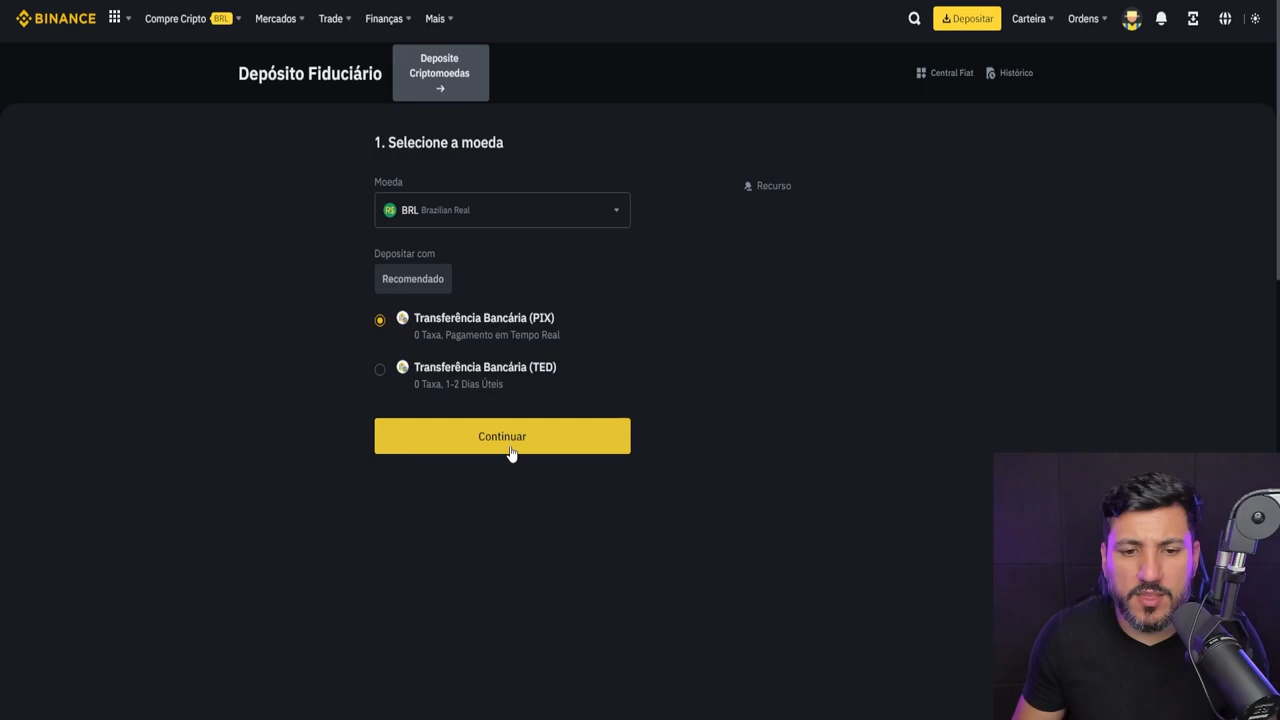 BINANCE Compre Cripto BRL Mercados Trade Finanças Mais Depositar Carteira Ordens
Depósito Fiduciário
Deposite
Criptomoedas
→
Central Fiat Histórico
1. Selecione a moeda
Moeda
Recurso
R$ BRL Brazilian Real
Depositar com
Recomendado
Transferência Bancária (PIX)
0 Taxa, Pagamento em Tempo Real
Transferência Bancária (TED)
0 Taxa, 1-2 Dias Úteis
Continuar